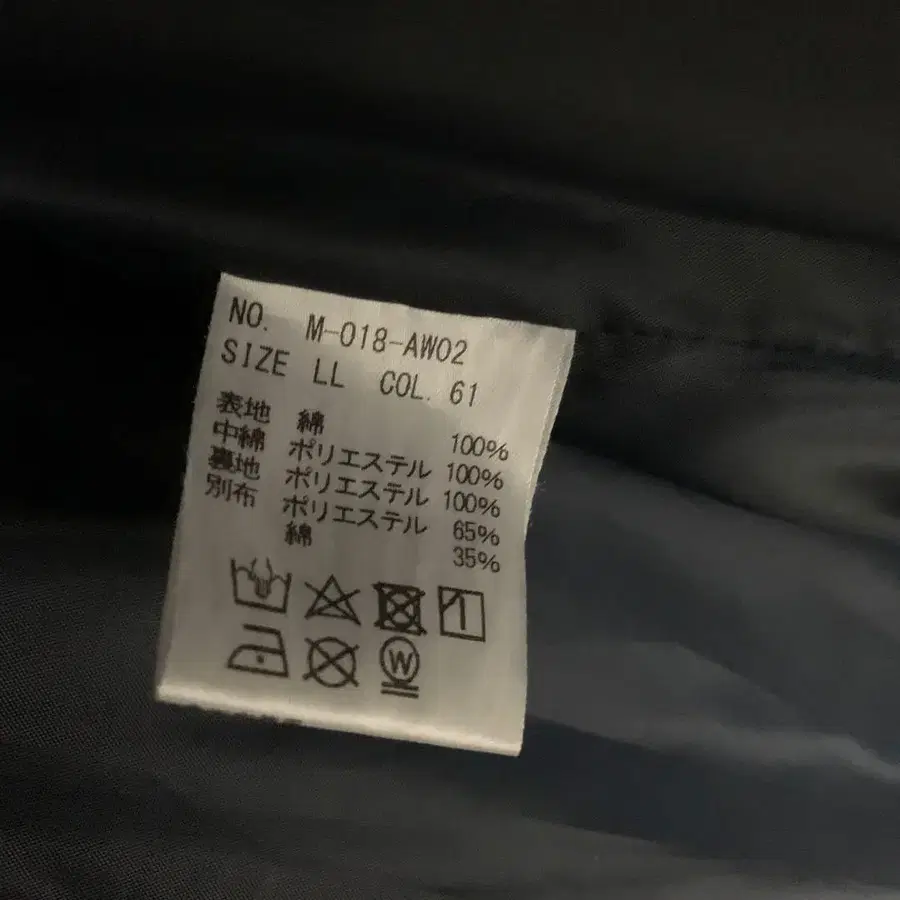 NO. M-018-AW02
SIZE LL COL. 61
表地 綿 100%
中綿 ポリエステル 100%
裏地 ポリエステル 100%
別布 ポリエステル 65%
綿 35%
W